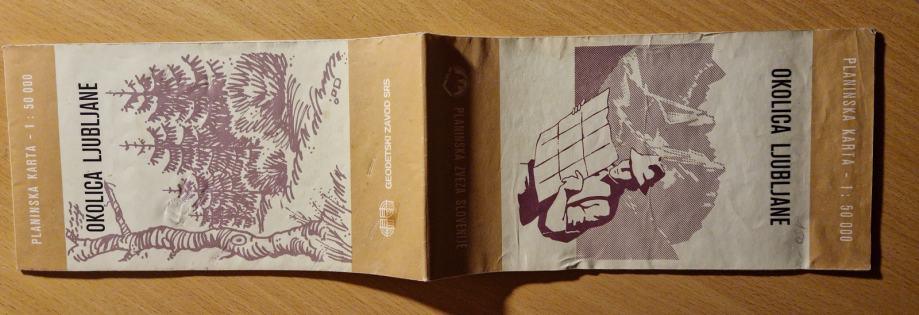 PLANINSKA KARTA - 1 : 50 000
OKOLICA LJUBLJANE
GEODETSKI ZAVOD SRS
PLANINSKA ZVEZA SLOVENIJE
OKOLICA LJUBLJANE
PLANINSKA KARTA - 1 : 50 000